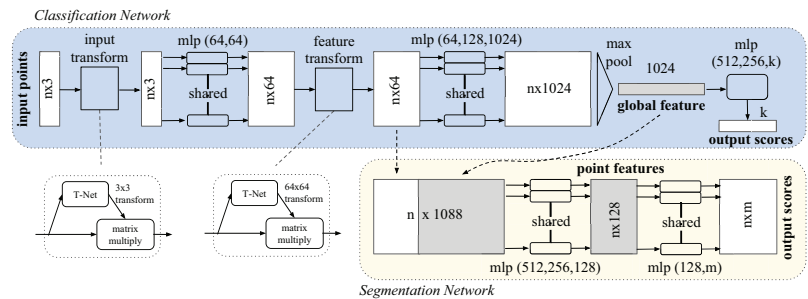 Classification Network
input points
nx3
input
transform
nx3
mlp (64,64)
shared
nx64
feature
transform
nx64
mlp (64,128,1024)
shared
nx1024
max
pool
1024
global feature
mlp
(512,256,k)
k
output scores
T-Net
3x3
transform
matrix
multiply
T-Net
64x64
transform
matrix
multiply
point features
n x 1088
shared
mlp (512,256,128)
nx128
shared
mlp (128,m)
nxm
output scores
Segmentation Network